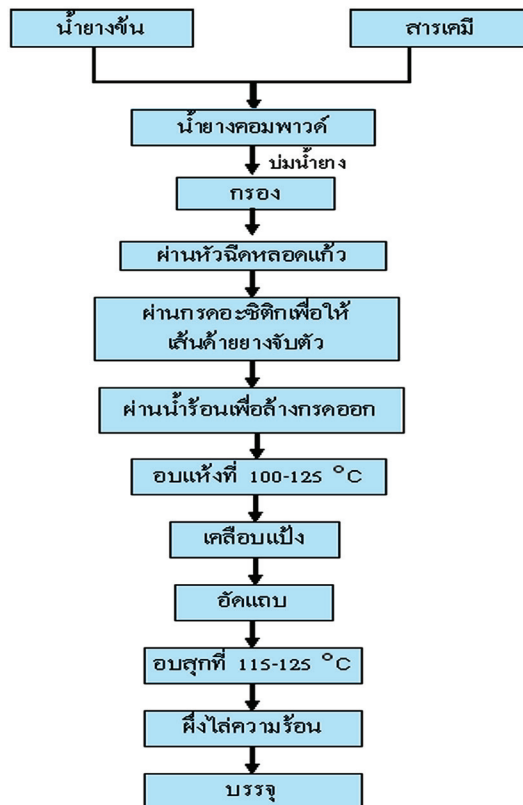 น้ำยางข้น
สารเคมี
น้ำยางคอมพาวด์
บ่มน้ำยาง
กรอง
ผ่านหัวฉีดหลอดแก้ว
ผ่านกรดอะซิติกเพื่อให้
เส้นด้ายยางจับตัว
ผ่านน้ำร้อนเพื่อล้างกรดออก
อบแห้งที่ 100-125 °C
เคลือบแป้ง
อัดแถบ
อบสุกที่ 115-125 °C
ผึ่งไล่ความร้อน
บรรจุ